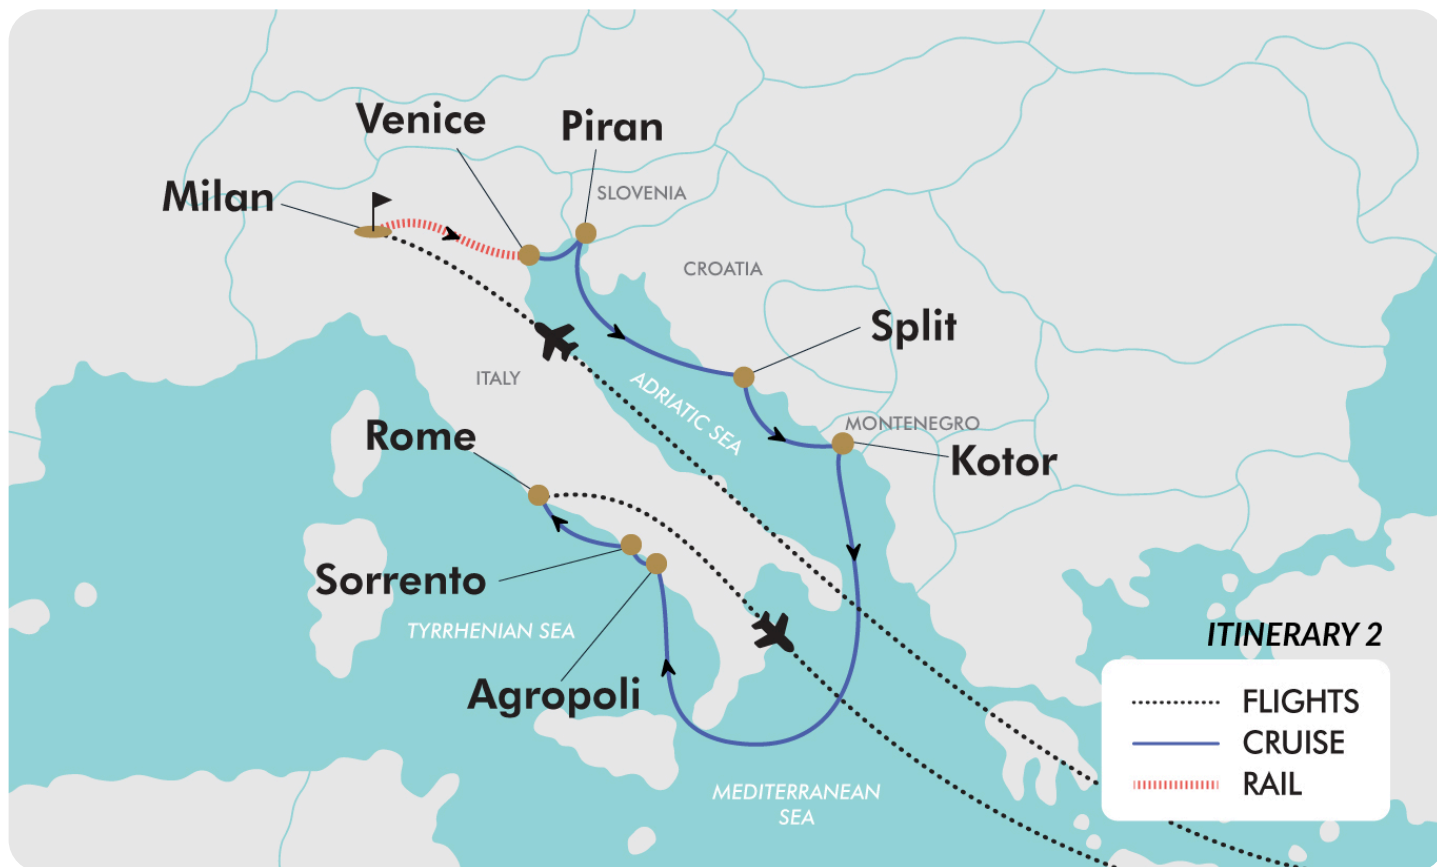 Venice
Piran
Milan
SLOVENIA
CROATIA
Split
ITALY
ADRIATIC SEA
MONTENEGRO
Rome
Kotor
Sorrento
TYRRHENIAN SEA
Agropoli
MEDITERRANEAN
SEA
ITINERARY 2
FLIGHTS
CRUISE
RAIL